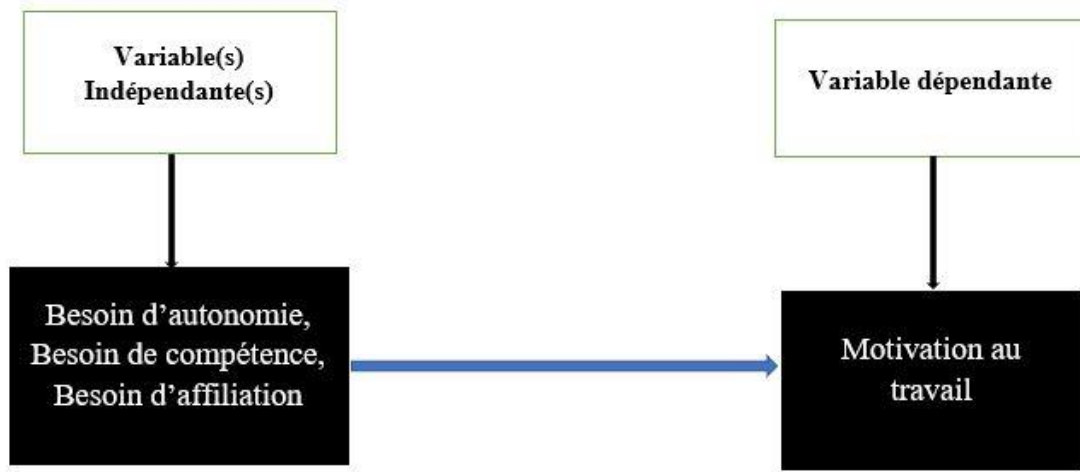 Variable(s)
Indépendante(s)
Variable dépendante
Besoin d’autonomie,
Besoin de compétence,
Besoin d’affiliation
Motivation au
travail